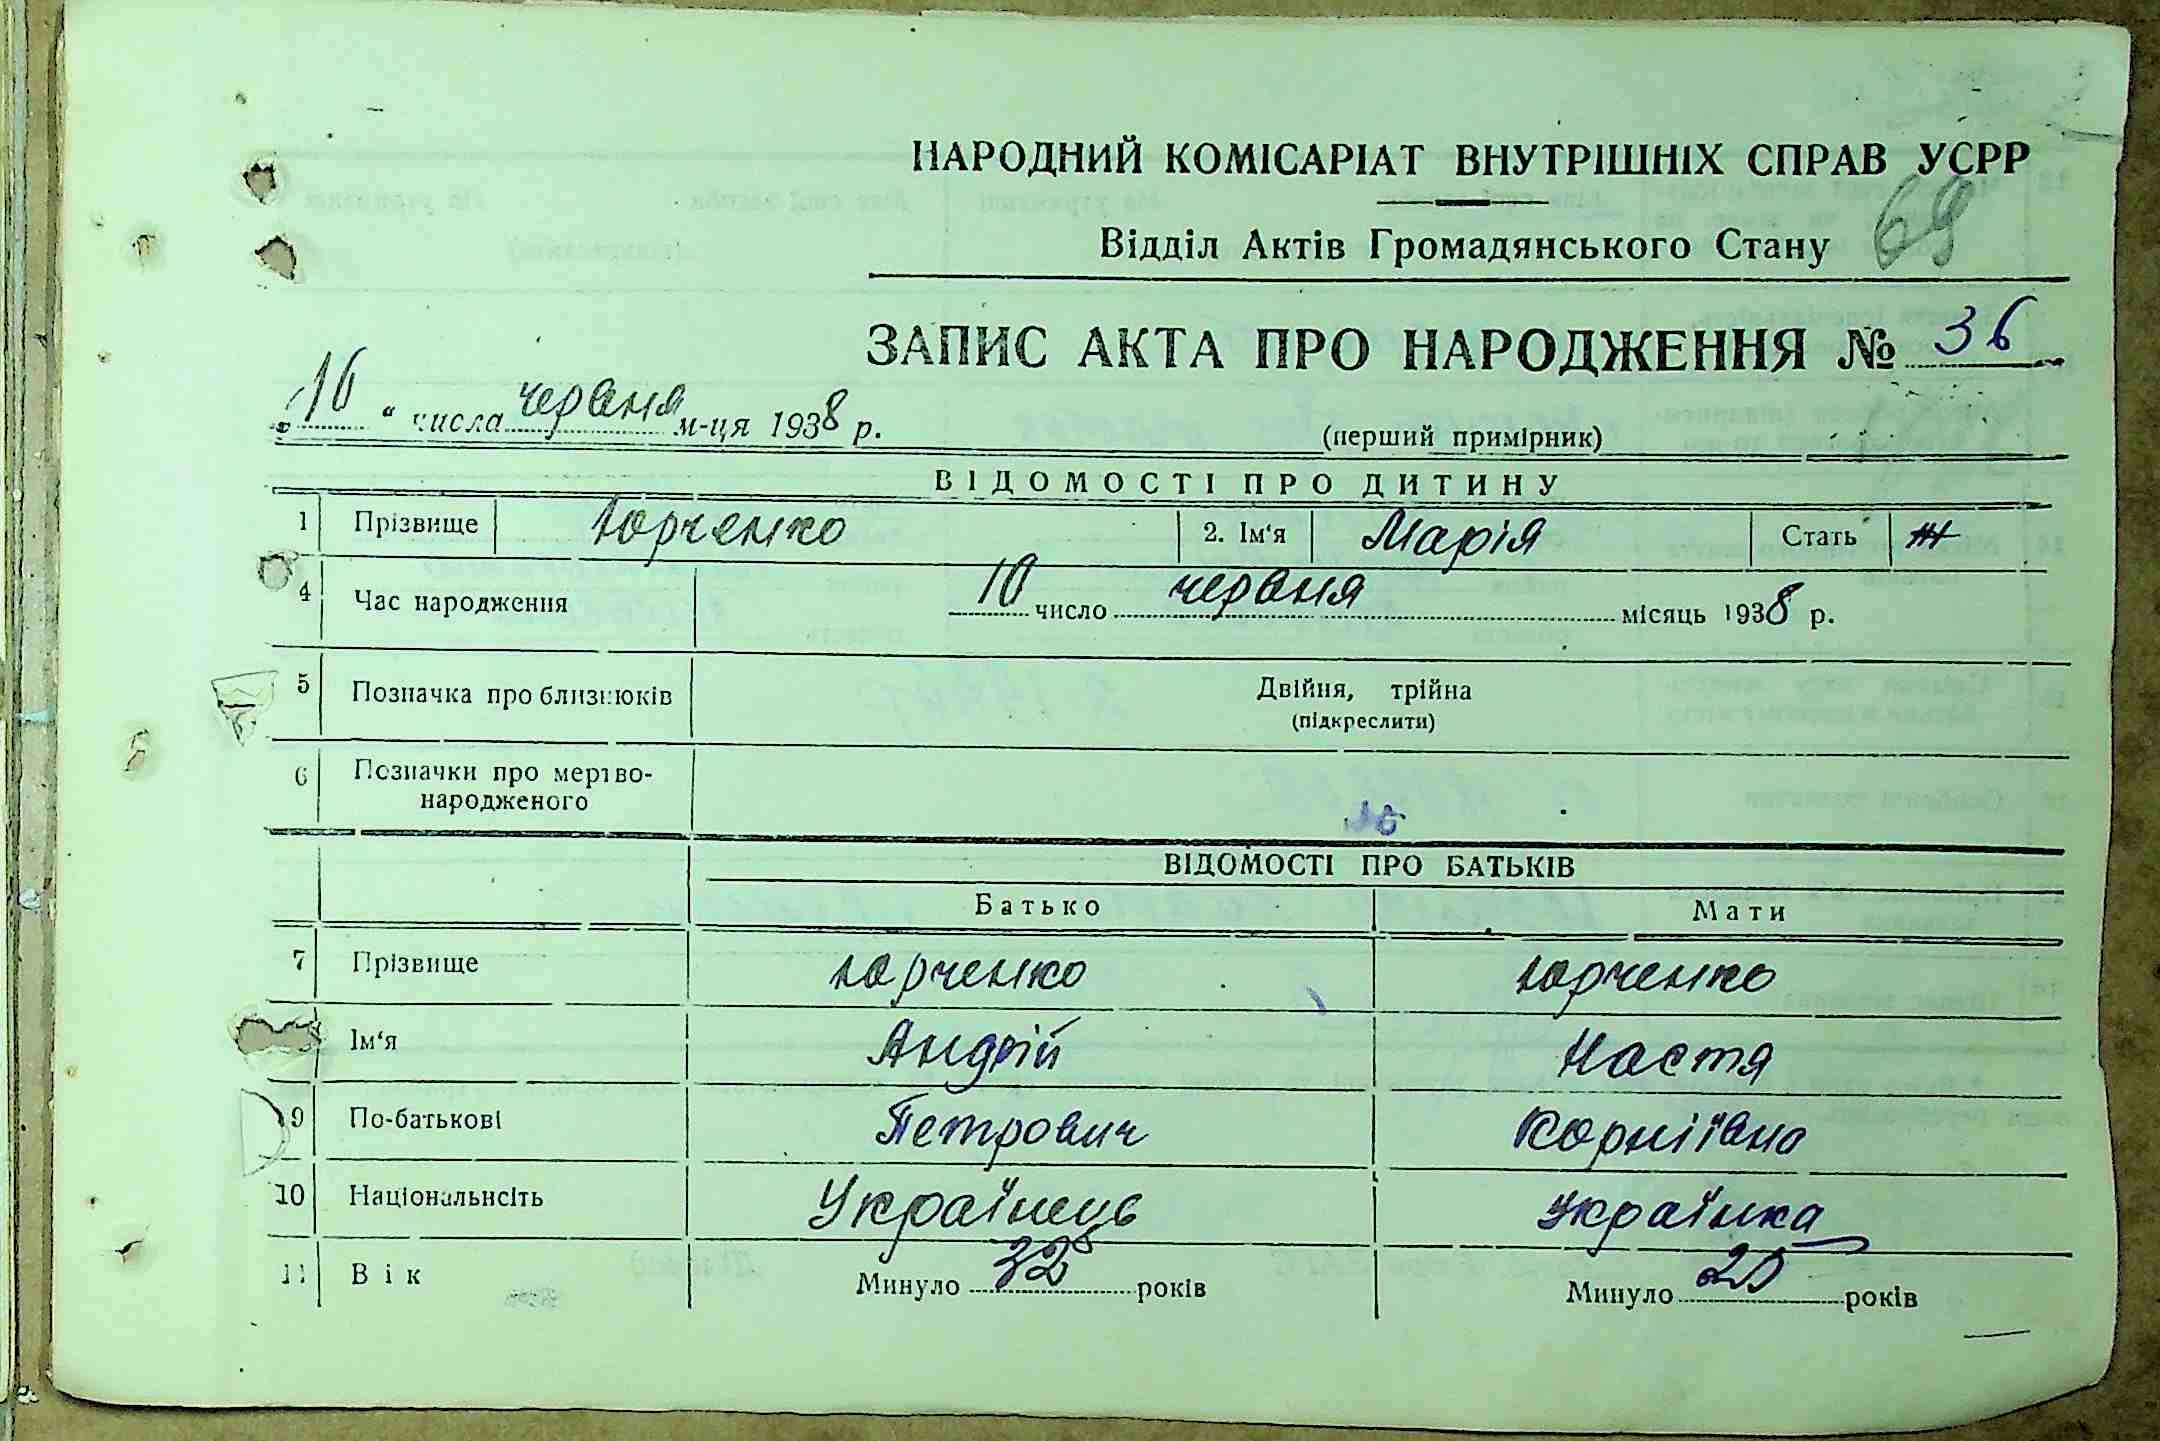 НАРОДНИЙ КОМІСАРІАТ ВНУТРІШНІХ СПРАВ УСРР
Відділ Актів Громадянського Стану 69
ЗАПИС АКТА ПРО НАРОДЖЕННЯ № 36
„16“ числа червня м-ця 1938 р.
(перший примірник)
ВІДОМОСТІ ПРО ДИТИНУ
1 Прізвище Юрченко 2. Ім‘я Марія Стать ж
4 Час народження 10 число червня місяць 1938 р.
5 Позначка про близнюків Двійня, трійна
(підкреслити)
6 Позначки про мертво-
народженого
ВІДОМОСТІ ПРО БАТЬКІВ
Батько Мати
7 Прізвище Юрченко Юрченко
Ім‘я Андрій Настя
9 По-батькові Петрович Корніївна
10 Національнсіть Українець Українка
11 Вік Минуло 32 років Минуло років